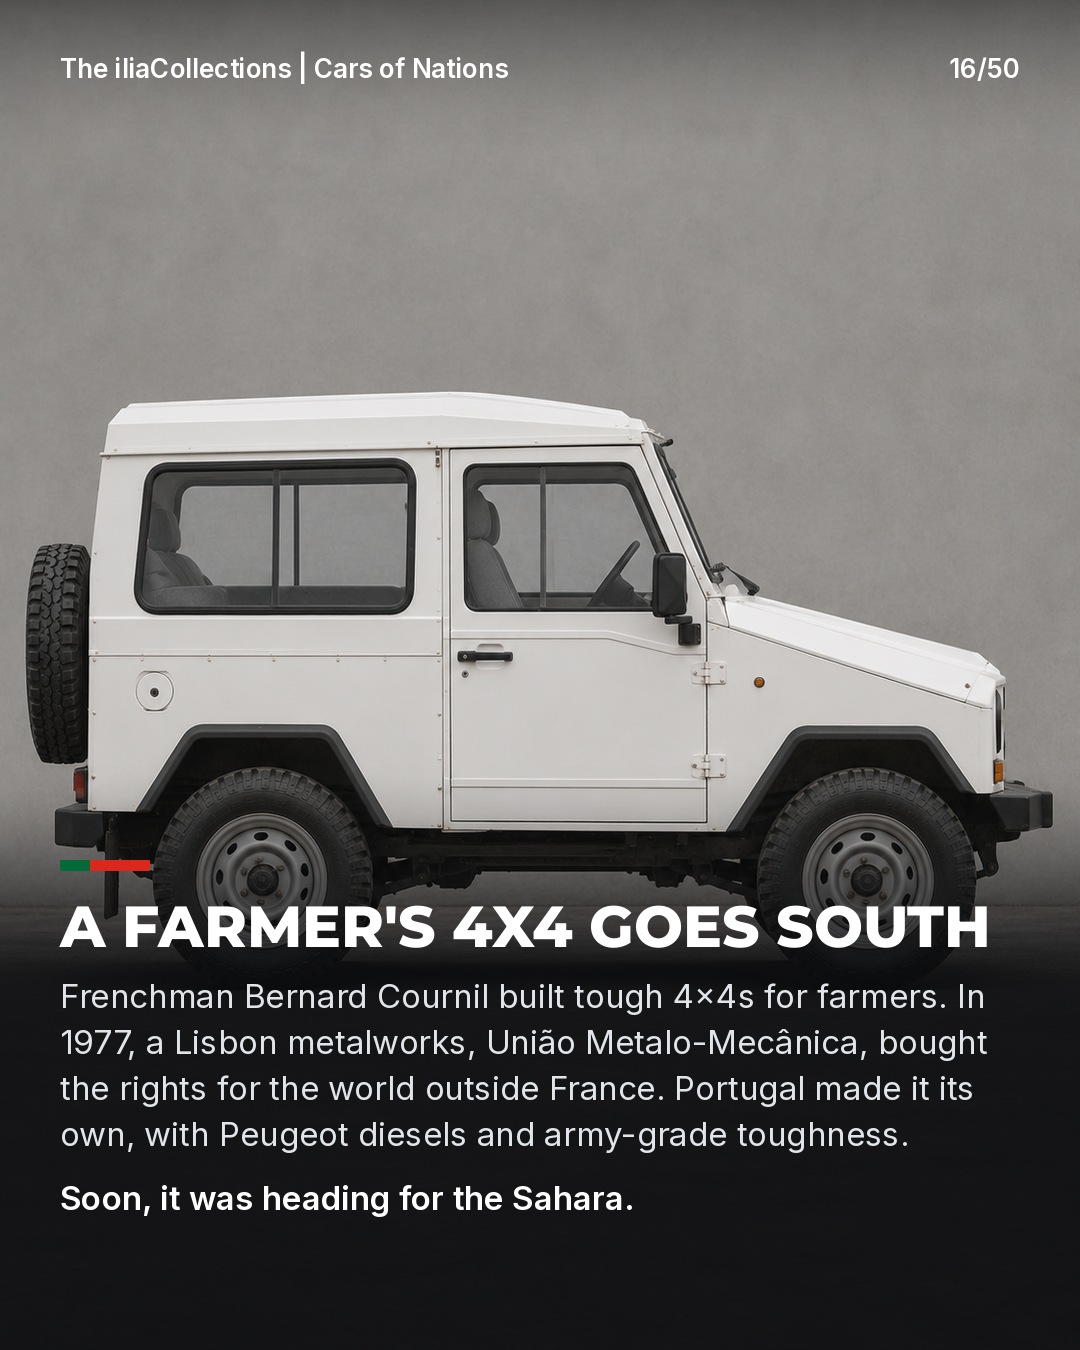 The iliaCollections | Cars of Nations
16/50
A FARMER'S 4X4 GOES SOUTH
Frenchman Bernard Cournil built tough 4×4s for farmers. In
1977, a Lisbon metalworks, União Metalo-Mecânica, bought
the rights for the world outside France. Portugal made it its
own, with Peugeot diesels and army-grade toughness.
Soon, it was heading for the Sahara.